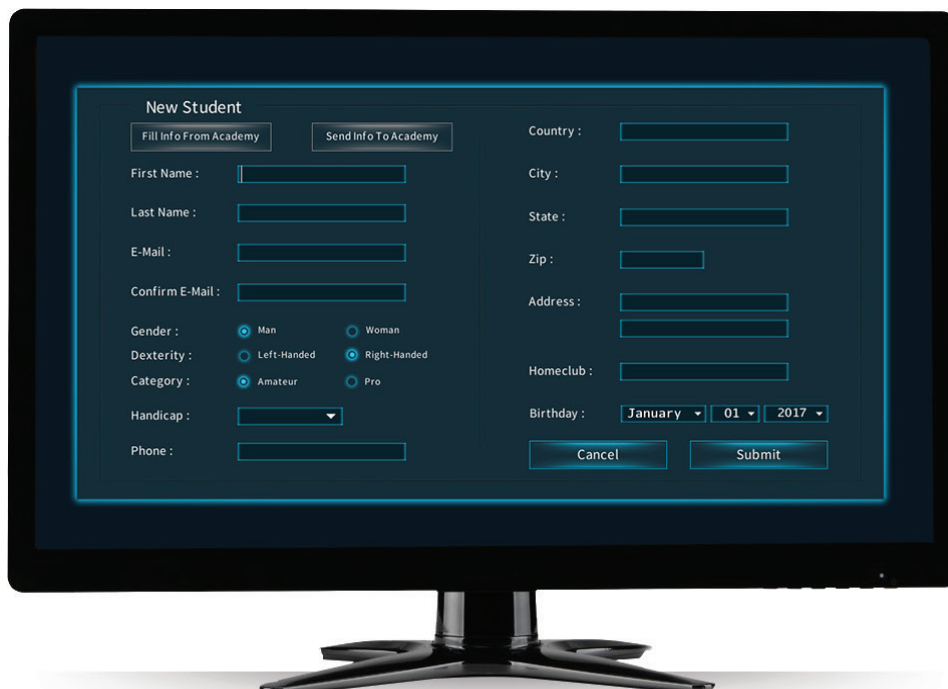 New Student
Fill Info From Academy
Send Info To Academy
First Name :
Last Name :
E-Mail :
Confirm E-Mail :
Gender :
Man
Woman
Dexterity :
Left-Handed
Right-Handed
Category :
Amateur
Pro
Handicap :
Phone :
Country :
City :
State :
Zip :
Address :
Homeclub :
Birthday :
January
01
2017
Cancel
Submit